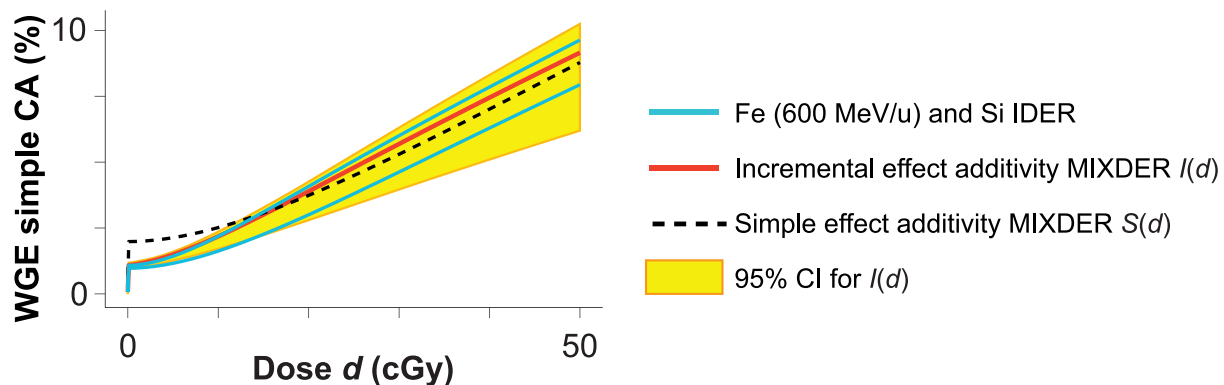 WGE simple CA (%)
10
0
0
50
Dose d (cGy)
Fe (600 MeV/u) and Si IDER
Incremental effect additivity MIXDER I(d)
Simple effect additivity MIXDER S(d)
95% CI for I(d)